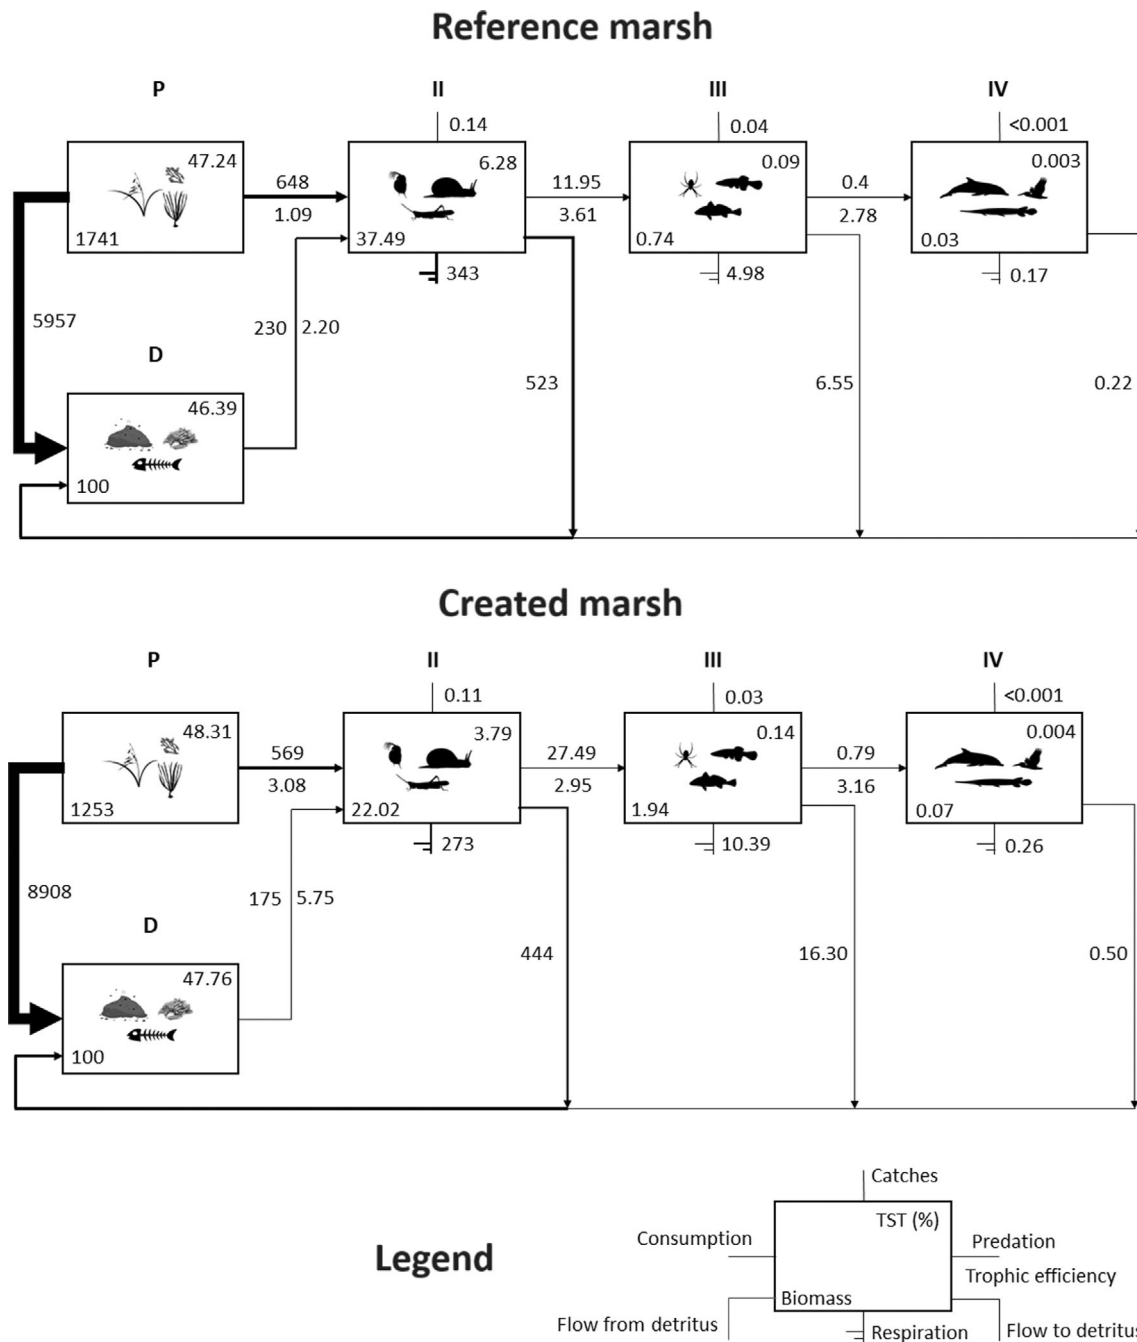 Reference marsh
P II III IV
0.14 0.04 <0.001
47.24 6.28 0.09 0.003
648 11.95 0.4
1.09 3.61 2.78
1741 37.49 0.74 0.03
343 4.98 0.17
5957 230 2.20
D
523 6.55 0.22
46.39
100
Created marsh
P II III IV
0.11 0.03 <0.001
48.31 3.79 0.14 0.004
569 27.49 0.79
3.08 2.95 3.16
1253 22.02 1.94 0.07
273 10.39 0.26
8908 175 5.75
D
444 16.30 0.50
47.76
100
Catches
TST (%)
Consumption Predation
Legend
Trophic efficiency
Biomass
Flow from detritus Respiration Flow to detritus